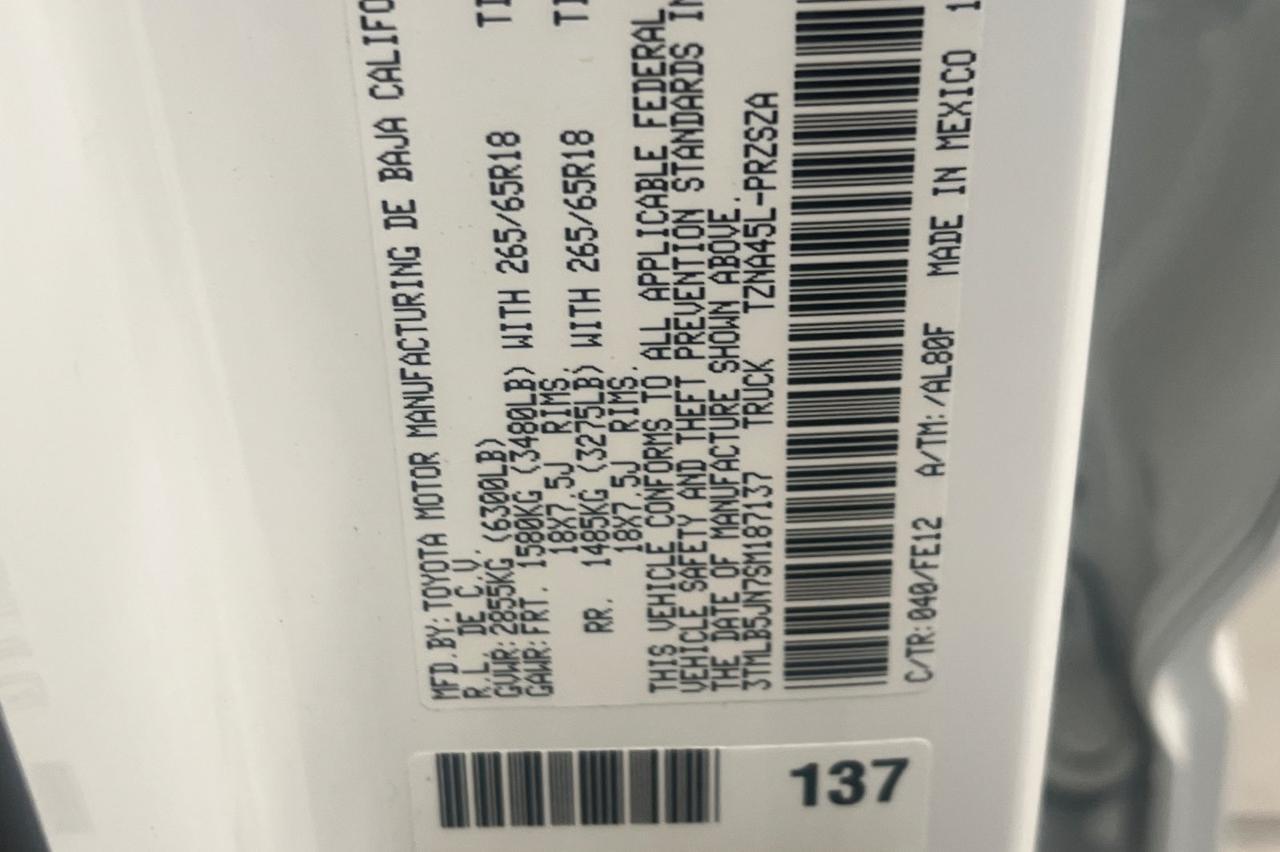 MFD.BY:TOYOTA MOTOR MANUFACTURING DE BAJA CALIFO
R.L. DE C.V.
GVWR:2855KG (6300LB)
GAWR:FRT. 1580KG (3480LB) WITH 265/65R18 TI
18X7.5J RIMS,
RR. 1485KG (3275LB) WITH 265/65R18 TI
18X7.5J RIMS,
THIS VEHICLE CONFORMS TO ALL APPLICABLE FEDERAL
VEHICLE SAFETY AND THEFT PREVENTION STANDARDS IN
THE DATE OF MANUFACTURE SHOWN ABOVE.
3TMLB5JN7SM187137 TRUCK TZNA45L-PRZSZA
C/TR:040/FE12 A/TM:/AL80F MADE IN MEXICO 1
137